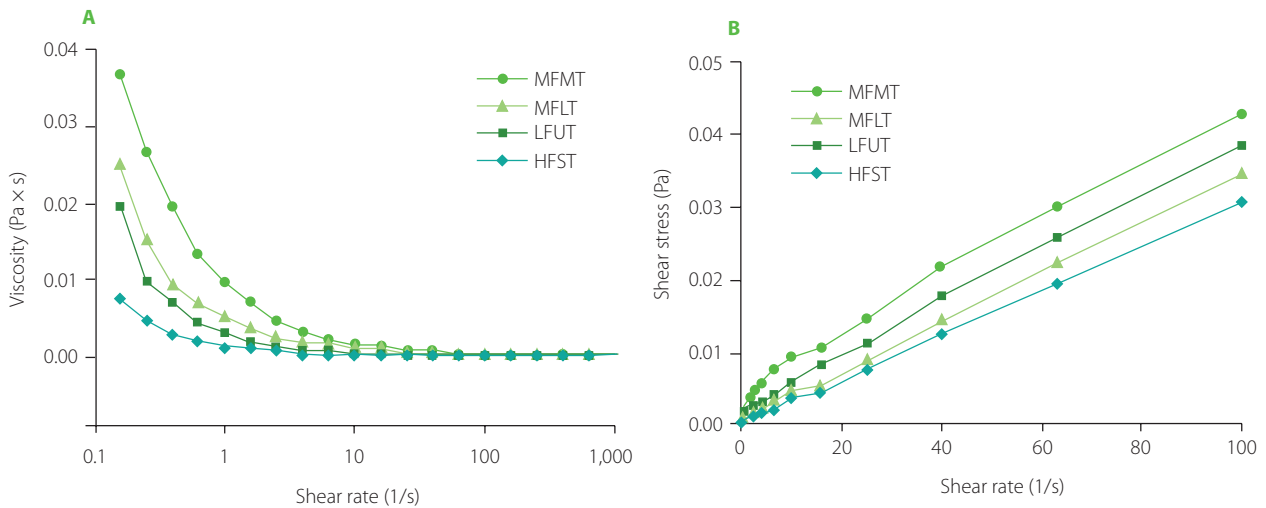 A
0.04
0.03
0.02
0.01
0.00
Viscosity (Pa × s)
MFMT
MFLT
LFUT
HFST
0.1
1
10
100
1,000
Shear rate (1/s)
B
0.05
0.04
0.03
0.02
0.01
0.00
Shear stress (Pa)
MFMT
MFLT
LFUT
HFST
0
20
40
60
80
100
Shear rate (1/s)